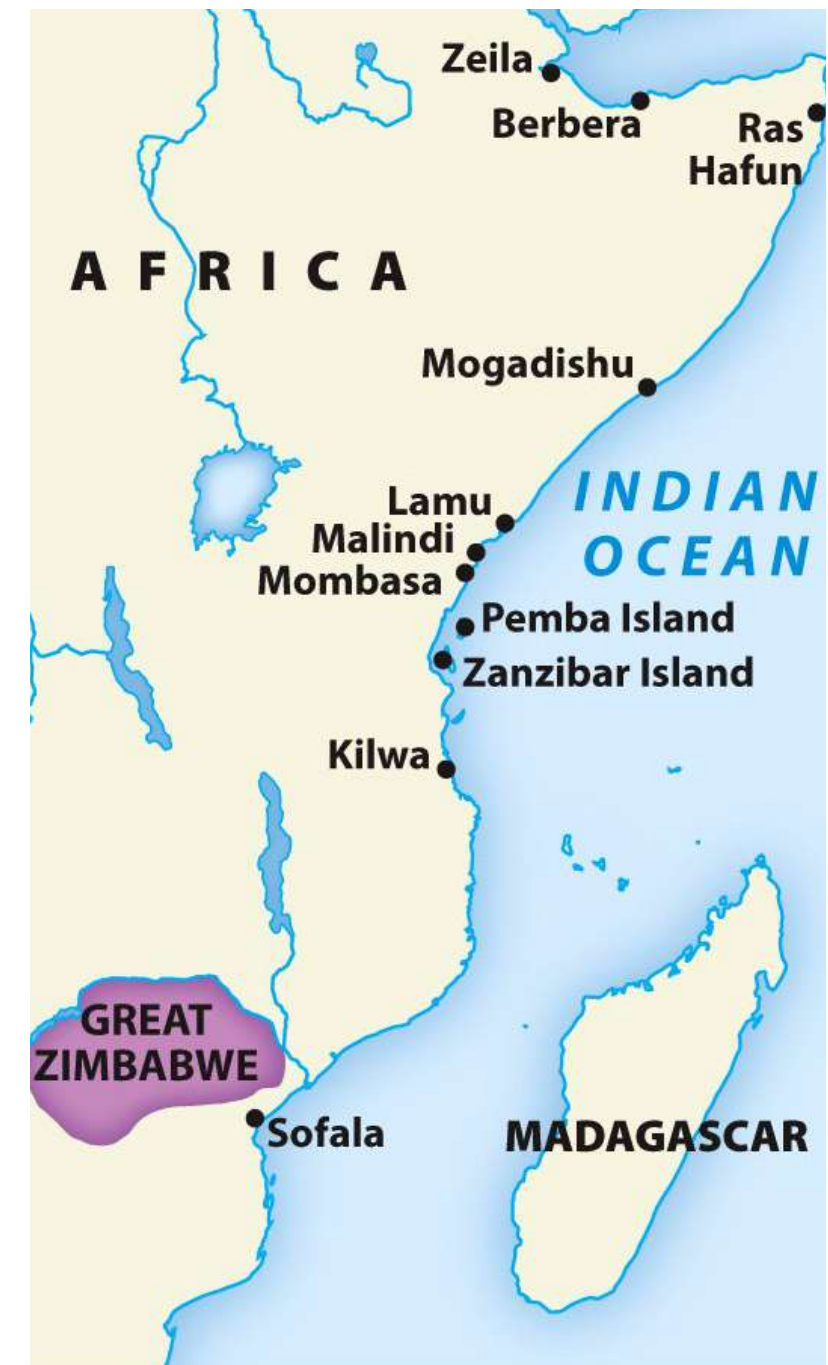 Zeila
Berbera
Ras
Hafun
AFRICA
Mogadishu
INDIAN
OCEAN
Lamu
Malindi
Mombasa
Pemba Island
Zanzibar Island
Kilwa
GREAT
ZIMBABWE
Sofala
MADAGASCAR